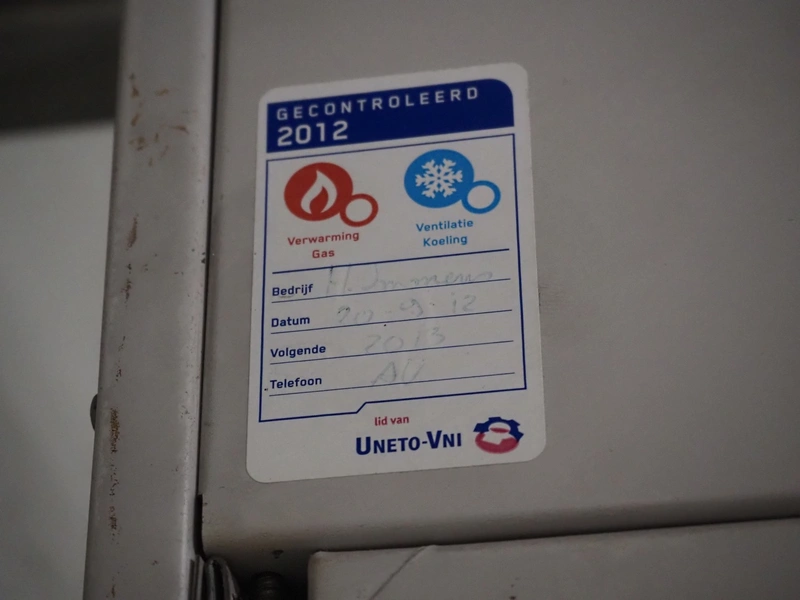 GECONTROLEERD
2012
Verwarming
Gas
Ventilatie
Koeling
Bedrijf
Datum 20-9-12
Volgende 2013
Telefoon
lid van
UNETO-VNI